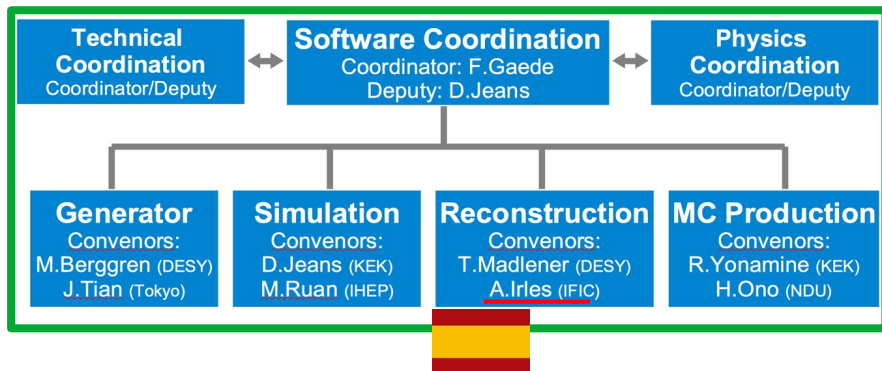 Technical
Coordination
Coordinator/Deputy
Software Coordination
Coordinator: F.Gaede
Deputy: D.Jeans
Physics
Coordination
Coordinator/Deputy
Generator
Convenors:
M.Berggren (DESY)
J.Tian (Tokyo)
Simulation
Convenors:
D.Jeans (KEK)
M.Ruan (IHEP)
Reconstruction
Convenors:
T.Madlener (DESY)
A.Irles (IFIC)
MC Production
Convenors:
R.Yonamine (KEK)
H.Ono (NDU)